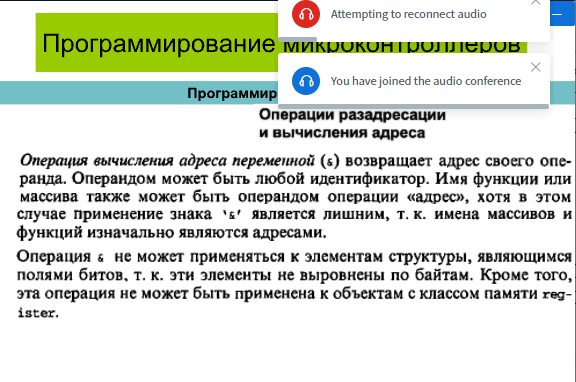 Attempting to reconnect audio
Программирование микроконтроллеров
You have joined the audio conference
Операции разадресации
и вычисления адреса
Операция вычисления адреса переменной (&) возвращает адрес своего опе-
ранда. Операндом может быть любой идентификатор. Имя функции или
массива также может быть операндом операции «адрес», хотя в этом
случае применение знака '&' является лишним, т. к. имена массивов и
функций изначально являются адресами.
Операция & не может применяться к элементам структуры, являющимся
полями битов, т. к. эти элементы не выровнены по байтам. Кроме того,
эта операция не может быть применена к объектам с классом памяти reg-
ister.